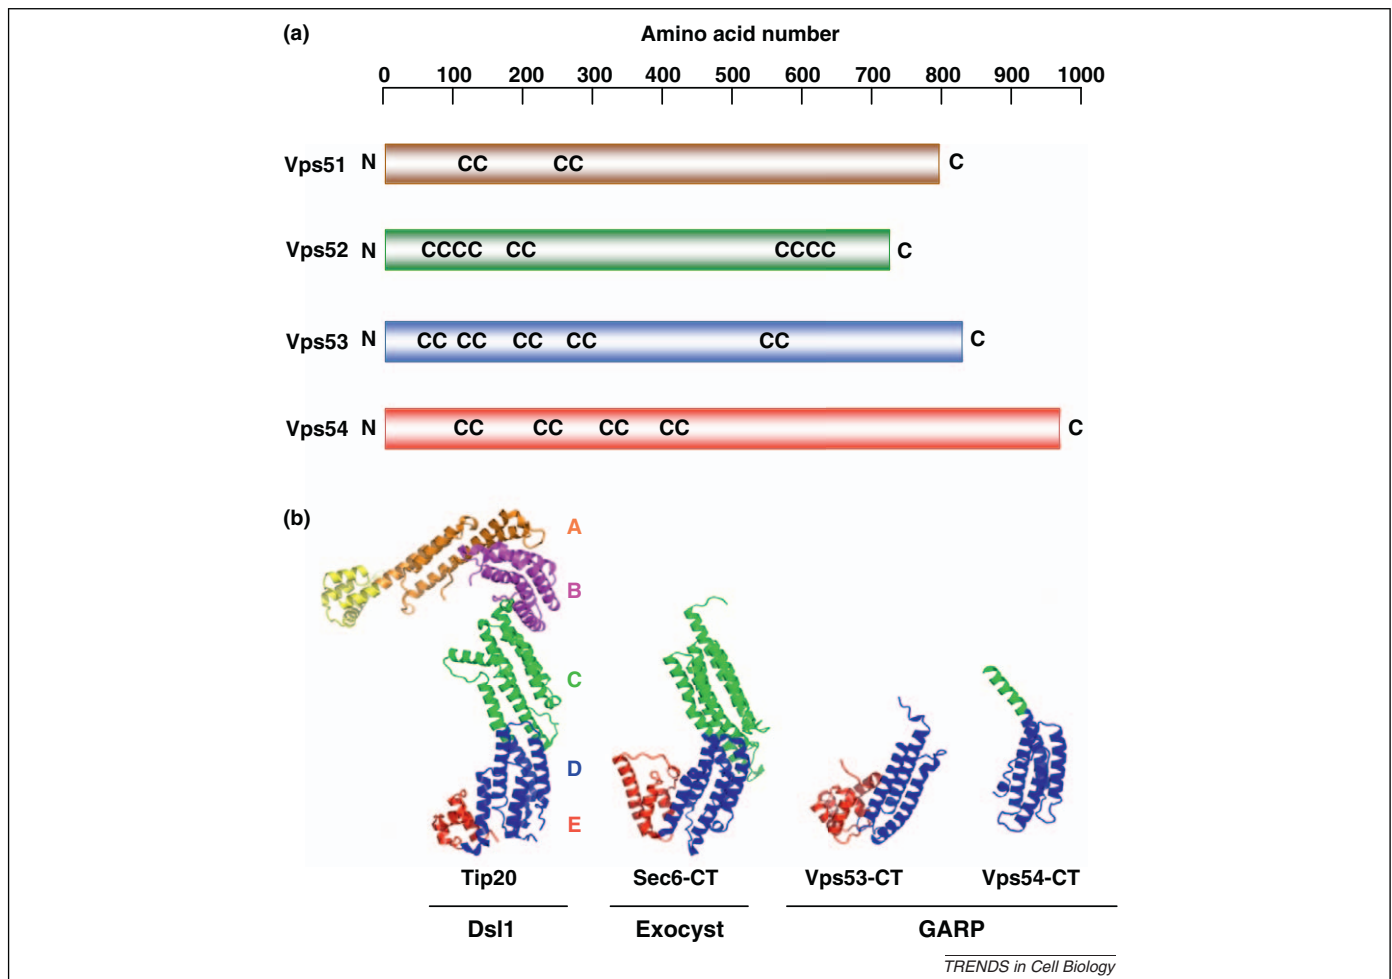 (a)
Amino acid number
0 100 200 300 400 500 600 700 800 900 1000
Vps51 N CC CC C
Vps52 N CCCC CC CCCC C
Vps53 N CC CC CC CC CC C
Vps54 N CC CC CC CC C
(b)
A
B
C
D
E
Tip20 Sec6-CT Vps53-CT Vps54-CT
Dsl1 Exocyst GARP
TRENDS in Cell Biology